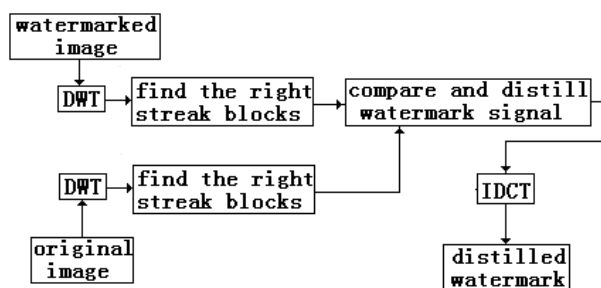 watermarked
image
DWT
find the right
streak blocks
compare and distill
watermark signal
DWT
find the right
streak blocks
original
image
IDCT
distilled
watermark